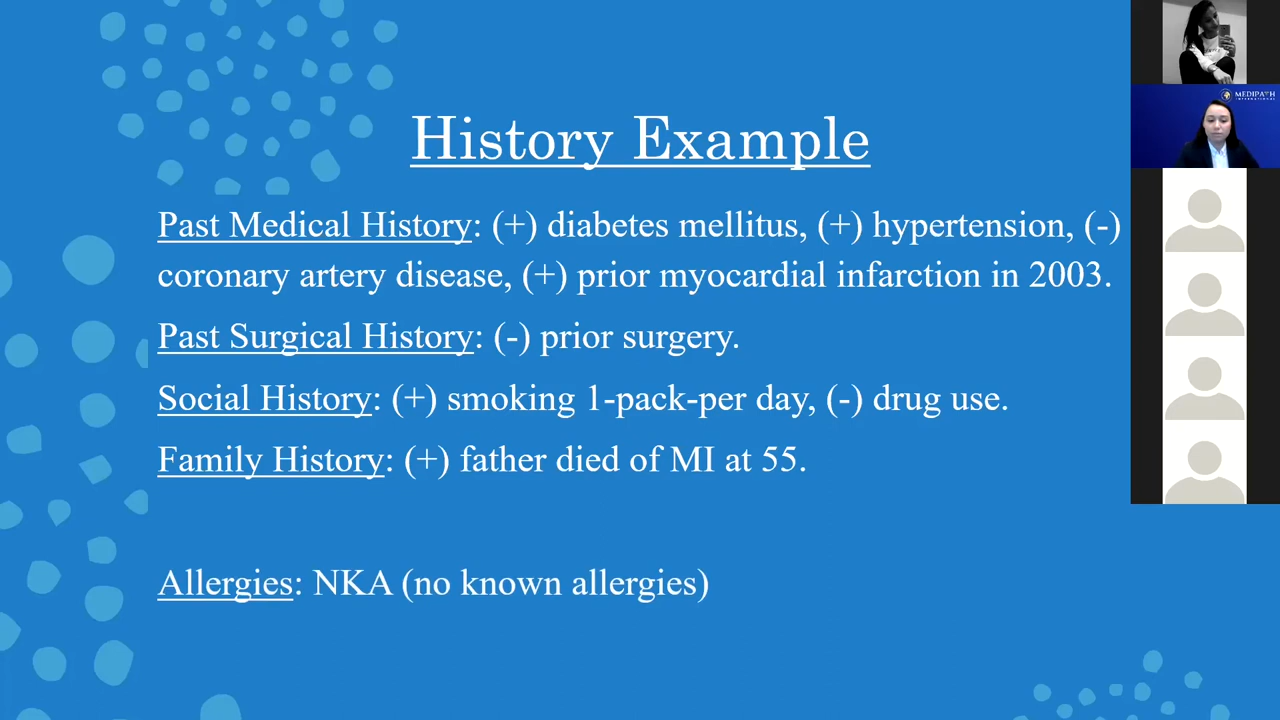 History Example
Past Medical History: (+) diabetes mellitus, (+) hypertension, (-)
coronary artery disease, (+) prior myocardial infarction in 2003.
Past Surgical History: (-) prior surgery.
Social History: (+) smoking 1-pack-per day, (-) drug use.
Family History: (+) father died of MI at 55.
Allergies: NKA (no known allergies)
MEDIPATH
INTERNATIONAL